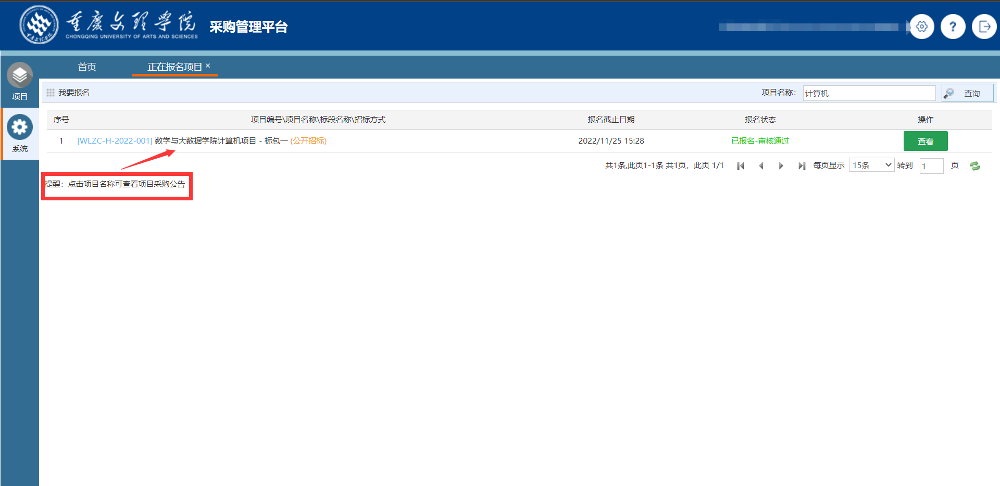 重庆文理学院
CHONGQING UNIVERSITY OF ARTS AND SCIENCES
采购管理平台
?
首页
正在报名项目 ×
项目
系统
我要报名
项目名称：
计算机
查询
序号 项目编号\项目名称\标段名称\招标方式 报名截止日期 报名状态 操作
1 [WLZC-H-2022-001] 数学与大数据学院计算机项目 - 标包一 (公开招标) 2022/11/25 15:28 已报名-审核通过 查看
共1条,此页1-1条 共1页，此页 1/1 每页显示 15条 转到 1 页
提醒：点击项目名称可查看项目采购公告